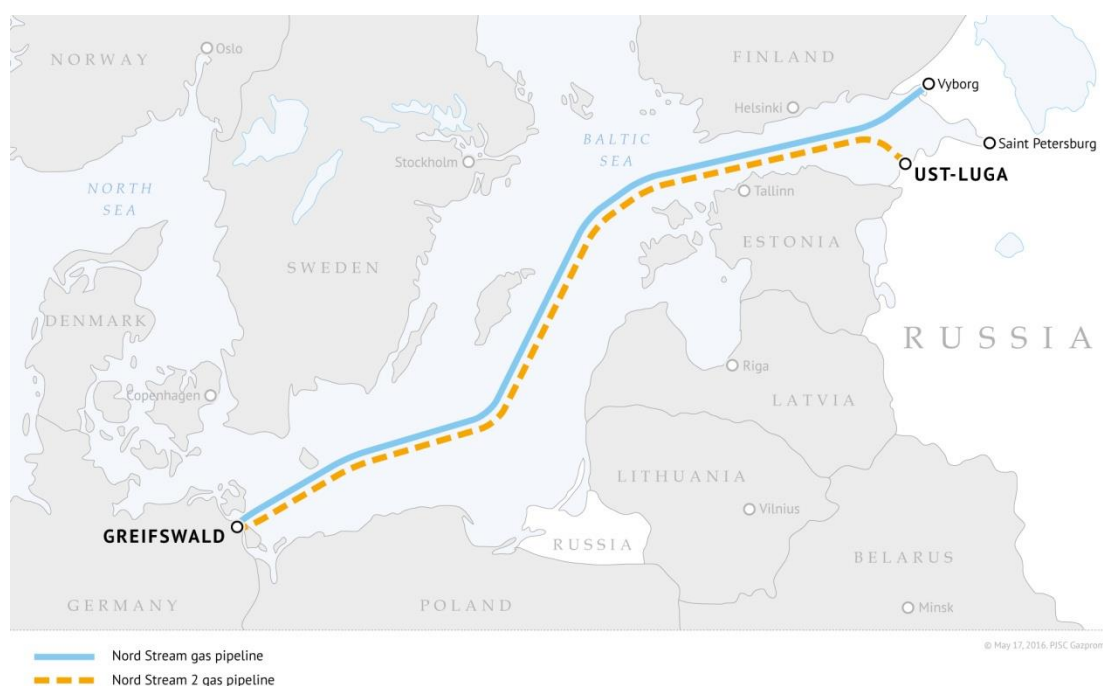 NORWAY
Oslo
FINLAND
Vyborg
Helsinki
Saint Petersburg
BALTIC
SEA
Stockholm
UST-LUGA
NORTH
SEA
Tallinn
ESTONIA
SWEDEN
DENMARK
RUSSIA
Riga
Copenhagen
LATVIA
LITHUANIA
Vilnius
GREIFSWALD
RUSSIA
BELARUS
GERMANY
POLAND
Minsk
© May 17, 2016. PJSC Gazprom
Nord Stream gas pipeline
Nord Stream 2 gas pipeline